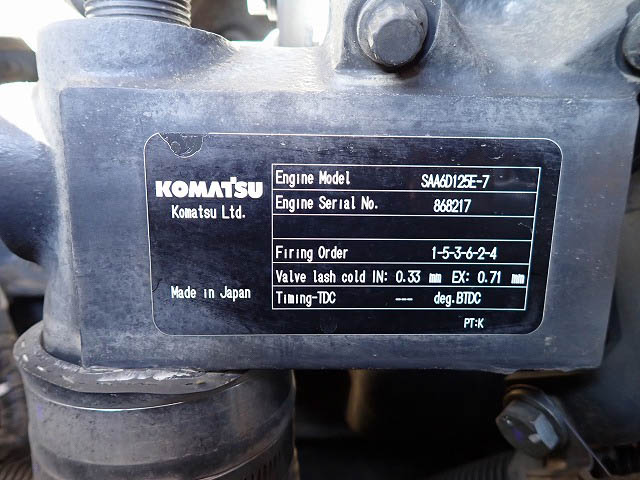 KOMATSU
Komatsu Ltd.
Made in Japan
Engine Model SAA6D125E-7
Engine Serial No. 868217
Firing Order 1-5-3-6-2-4
Valve lash cold IN: 0.33 mm EX: 0.71 mm
Timing-TDC --- deg.BTDC
PT:K